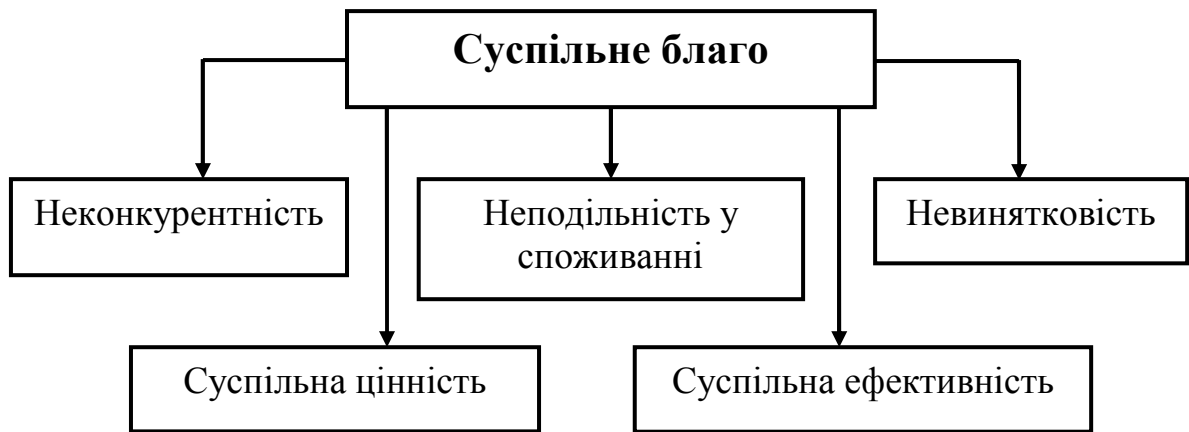 Суспільне благо
Неконкурентність
Неподільність у
споживанні
Невинятковість
Суспільна цінність
Суспільна ефективність